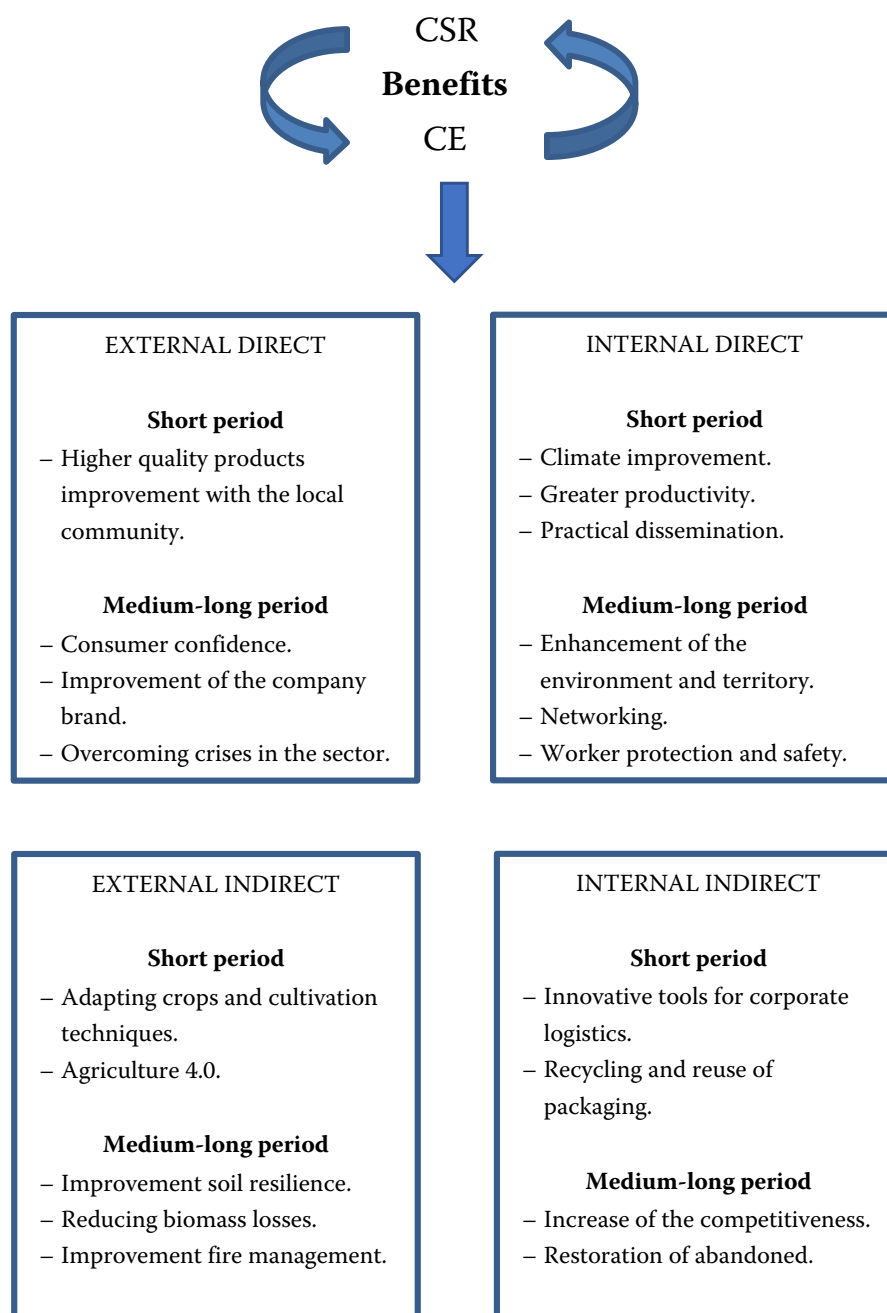 CSR
Benefits
CE
EXTERNAL DIRECT
Short period
– Higher quality products
improvement with the local
community.
Medium-long period
– Consumer confidence.
– Improvement of the company
brand.
– Overcoming crises in the sector.
INTERNAL DIRECT
Short period
– Climate improvement.
– Greater productivity.
– Practical dissemination.
Medium-long period
– Enhancement of the
environment and territory.
– Networking.
– Worker protection and safety.
EXTERNAL INDIRECT
Short period
– Adapting crops and cultivation
techniques.
– Agriculture 4.0.
Medium-long period
– Improvement soil resilience.
– Reducing biomass losses.
– Improvement fire management.
INTERNAL INDIRECT
Short period
– Innovative tools for corporate
logistics.
– Recycling and reuse of
packaging.
Medium-long period
– Increase of the competitiveness.
– Restoration of abandoned.